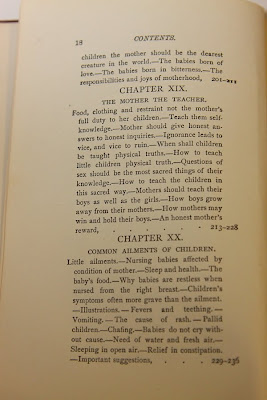 18 CONTENTS.
children the mother should be the dearest
creature in the world.—The babies born of
love.—The babies born in bitterness.—The
responsibilities and joys of motherhood, 201-211
CHAPTER XIX.
THE MOTHER THE TEACHER.
Food, clothing and restraint not the mother's
full duty to her children.—Teach them self-
knowledge.—Mother should give honest an-
swers to honest inquiries.—Ignorance leads to
vice, and vice to ruin.—When shall children
be taught physical truths.—How to teach
little children physical truth.—Questions of
sex should be the most sacred things of their
knowledge.—How to teach the children in
this sacred way.—Mothers should teach their
boys as well as the girls.—How boys grow
away from their mothers.—How mothers may
win and hold their boys.—An honest mother's
reward, . . . . . 213-228
CHAPTER XX.
COMMON AILMENTS OF CHILDREN.
Little ailments.—Nursing babies affected by
condition of mother.—Sleep and health.—The
baby's food.—Why babies are restless when
nursed from the right breast.—Children's
symptoms often more grave than the ailment.
—Illustrations.—Fevers and teething.—
Vomiting.—The cause of rash.—Pallid
children.—Chafing.—Babies do not cry with-
out cause.—Need of water and fresh air.—
Sleeping in open air.—Relief in constipation.
—Important suggestions, . . . 229-236